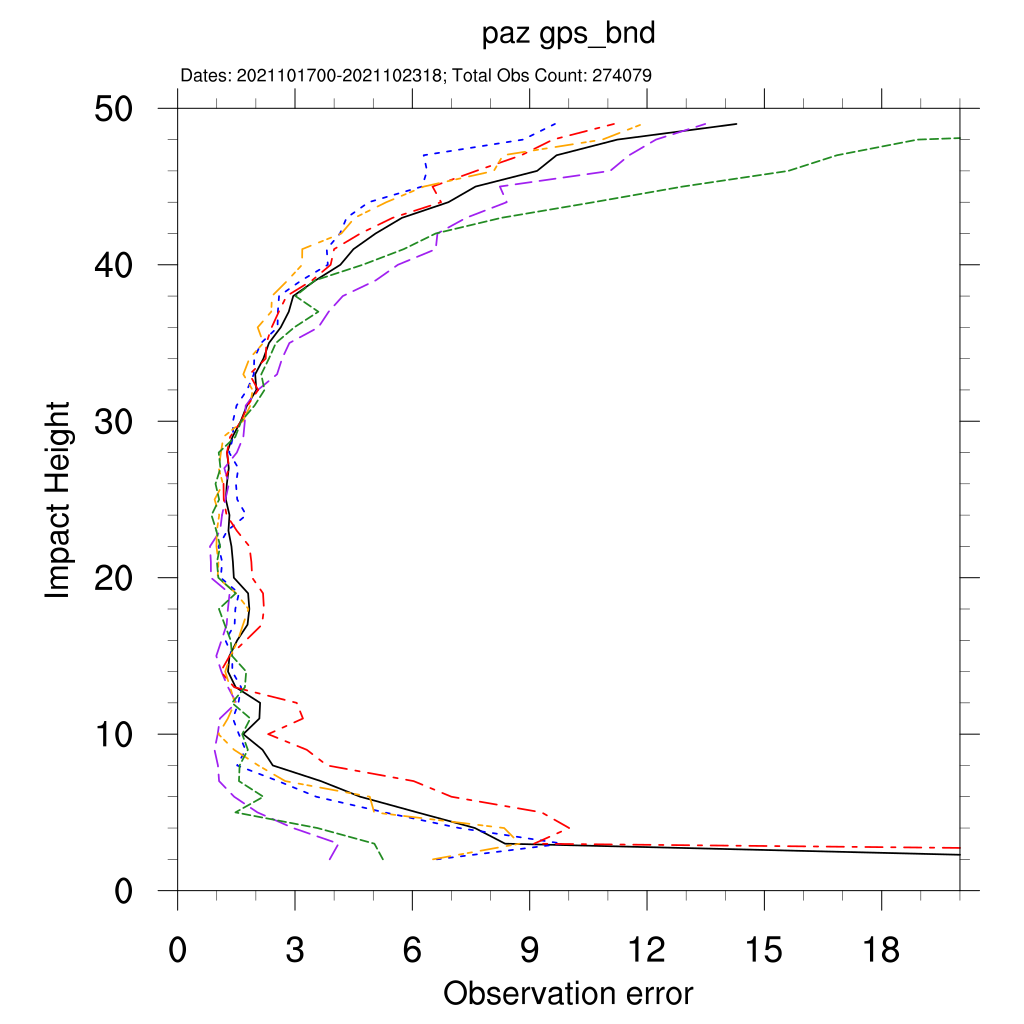 paz gps_bnd
Dates: 2021101700-2021102318; Total Obs Count: 274079
50
40
30
20
10
0
Impact Height
0 3 6 9 12 15 18
Observation error